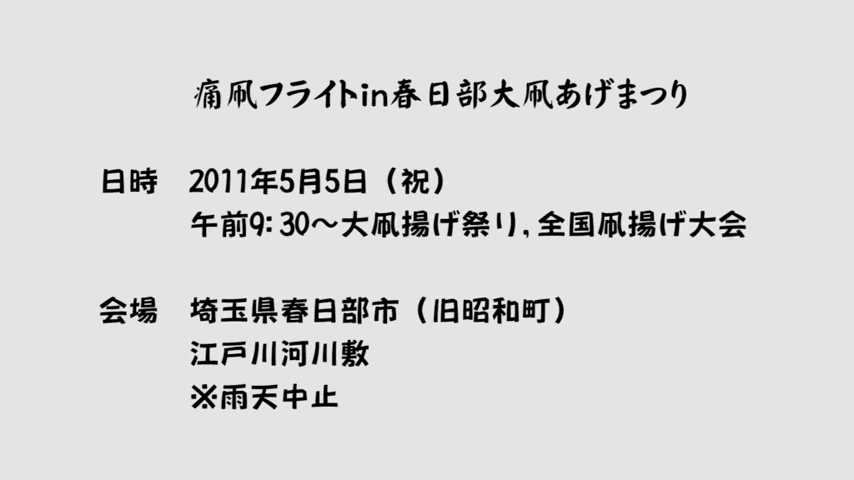 痛凧フライトin春日部大凧あげまつり
日時 2011年5月5日（祝）
午前9:30～大凧揚げ祭り,全国凧揚げ大会
会場 埼玉県春日部市（旧昭和町）
江戸川河川敷
※雨天中止